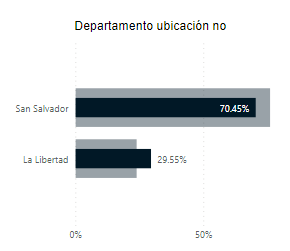 Departamento ubicación no
San Salvador
70.45%
La Libertad
29.55%
0%
50%